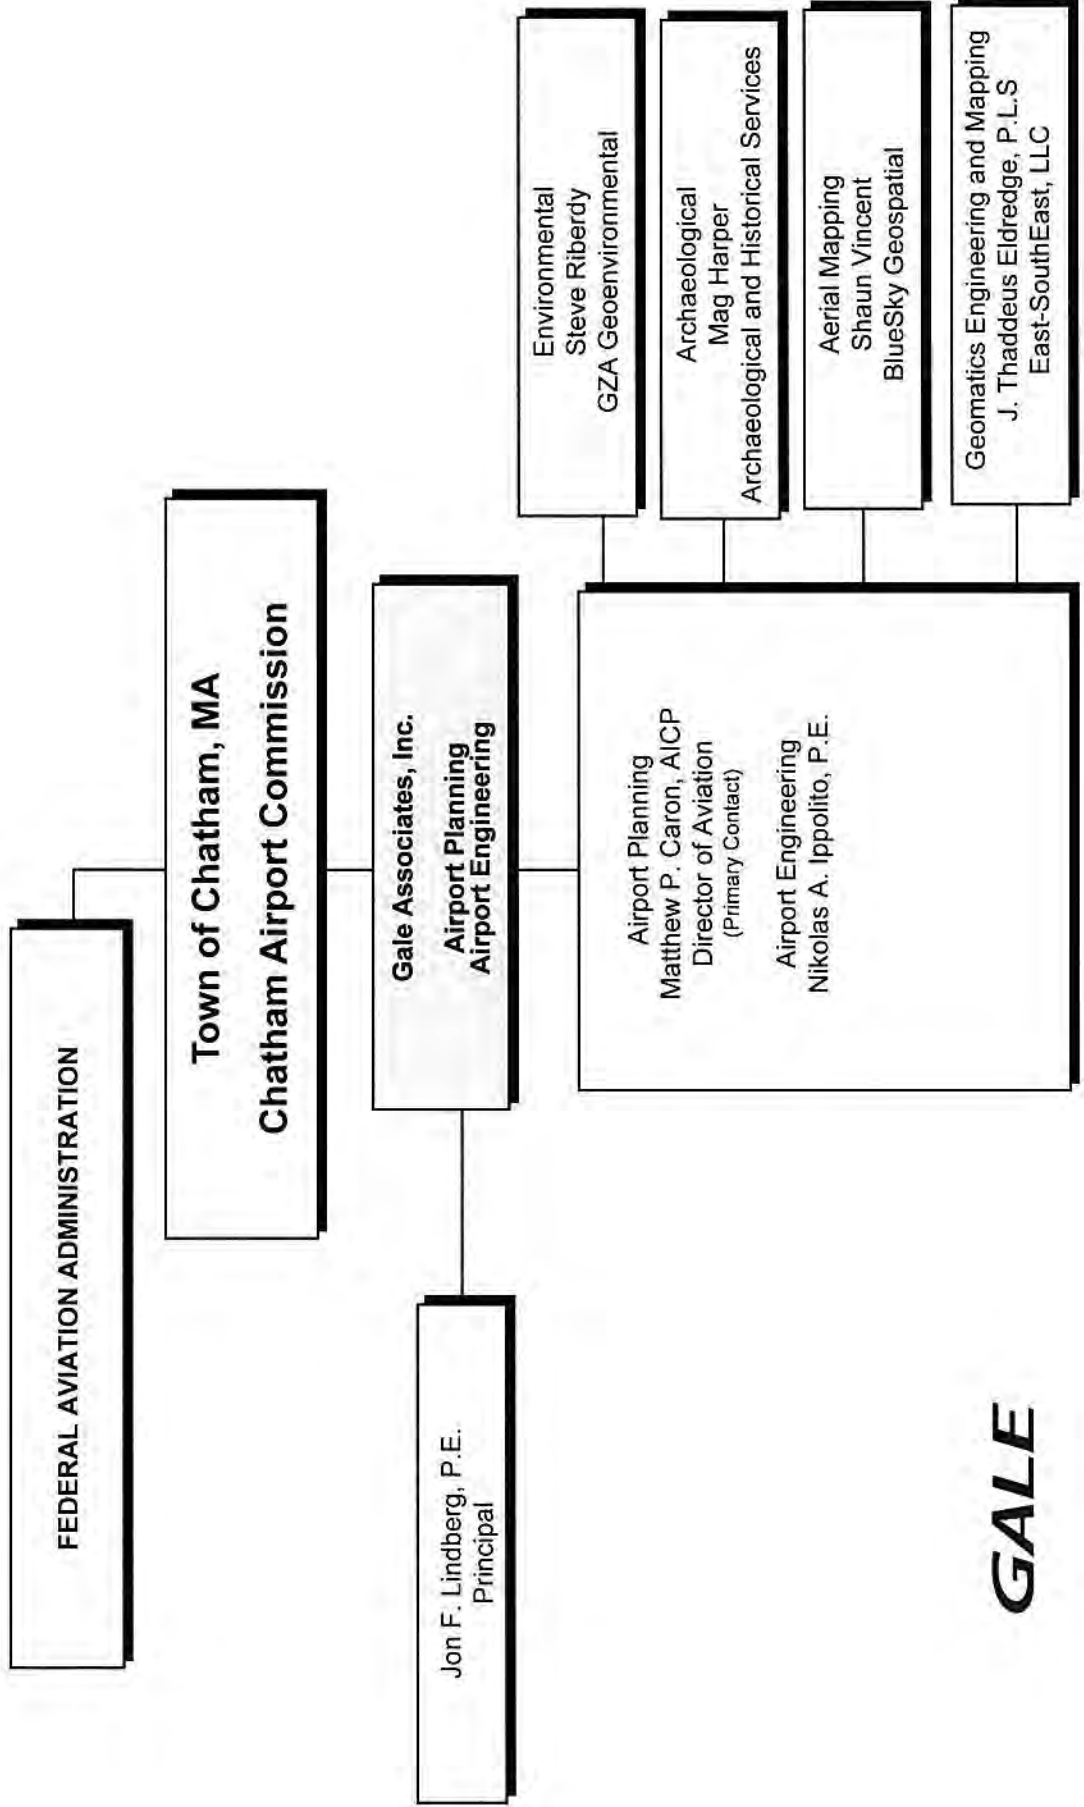 FEDERAL AVIATION ADMINISTRATION
Town of Chatham, MA
Chatham Airport Commission
Gale Associates, Inc.
Airport Planning
Airport Engineering
Jon F. Lindberg, P.E.
Principal
Airport Planning
Matthew P. Caron, AICP
Director of Aviation
(Primary Contact)
Airport Engineering
Nikolas A. Ippolito, P.E.
Environmental
Steve Riberdy
GZA Geoenvironmental
Archaeological
Mag Harper
Archaeological and Historical Services
Aerial Mapping
Shaun Vincent
BlueSky Geospatial
Geomatics Engineering and Mapping
J. Thaddeus Eldredge, P.L.S
East-SouthEast, LLC
GALE